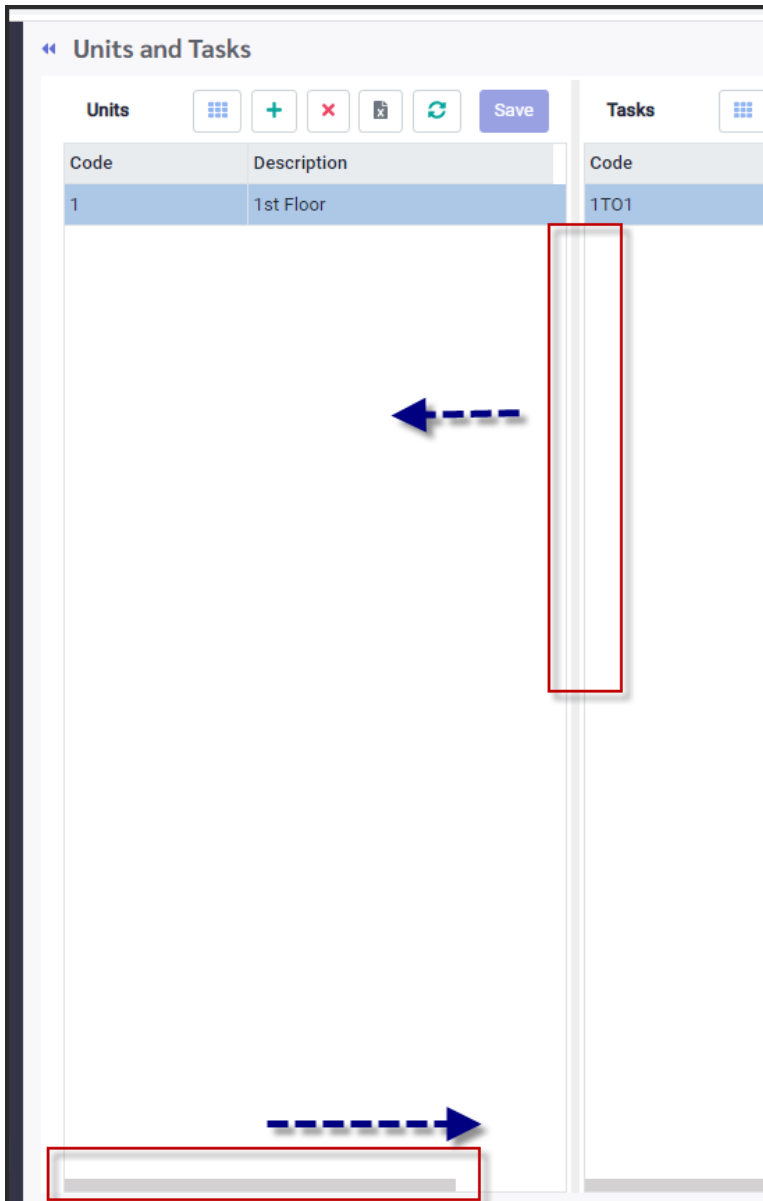 Units and Tasks
Units
Save
Tasks
Code
Description
Code
1
1st Floor
1TO1